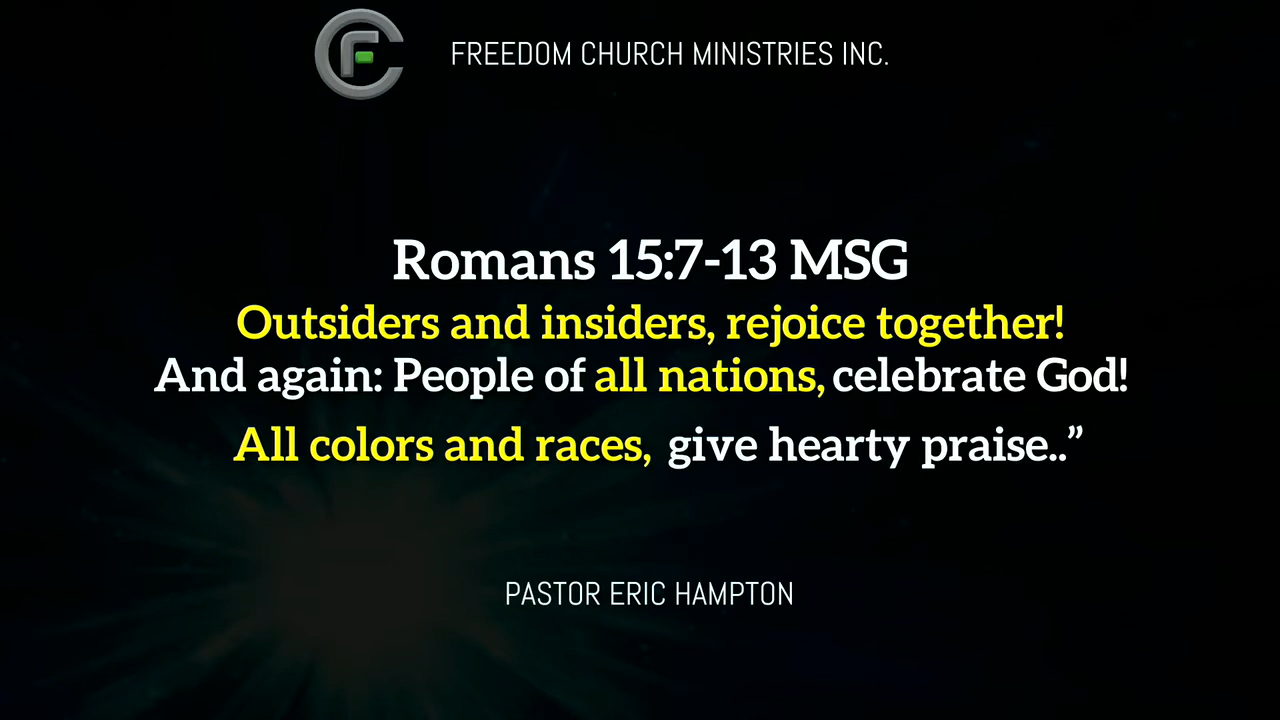 FREEDOM CHURCH MINISTRIES INC.
Romans 15:7-13 MSG
Outsiders and insiders, rejoice together!
And again: People of all nations, celebrate God!
All colors and races, give hearty praise..”
PASTOR ERIC HAMPTON